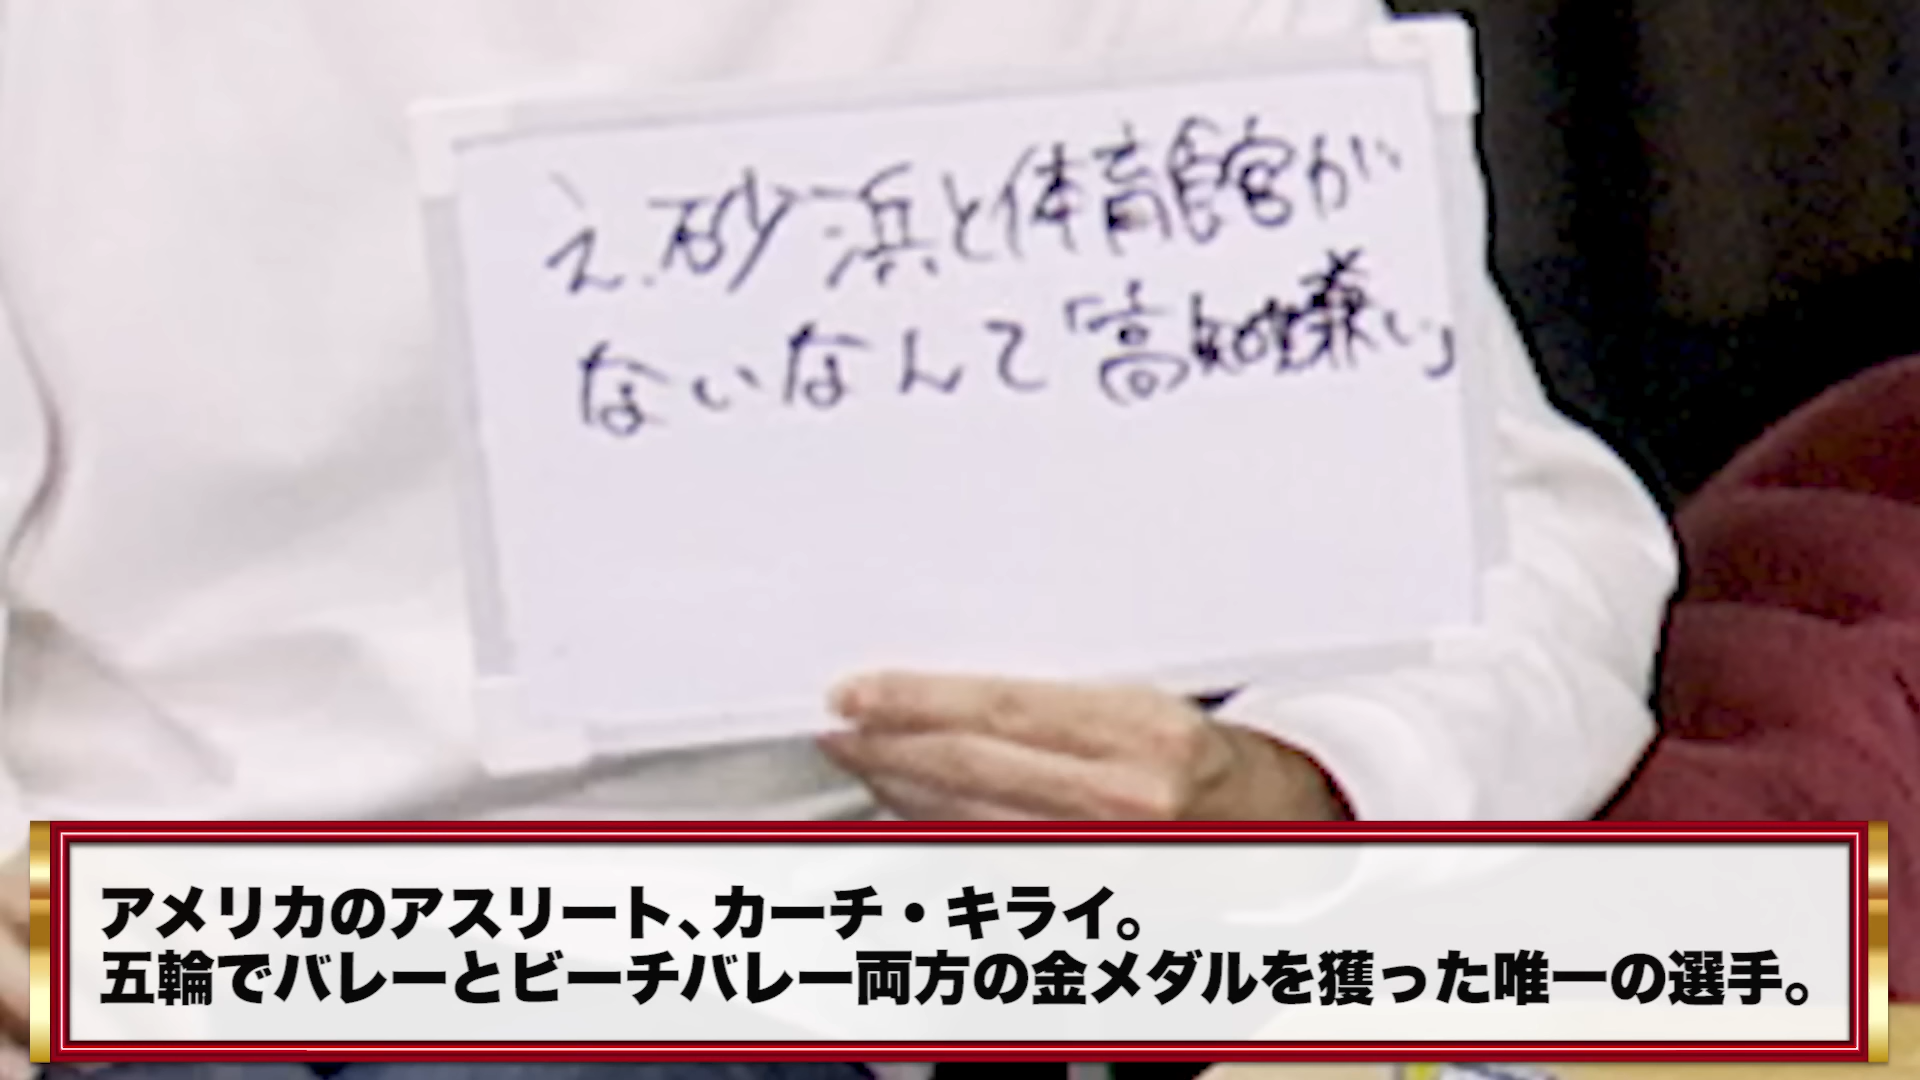 え、砂浜と体育館が
ないなんて「高知嫌い」
アメリカのアスリート、カーチ・キライ。
五輪でバレーとビーチバレー両方の金メダルを獲った唯一の選手。